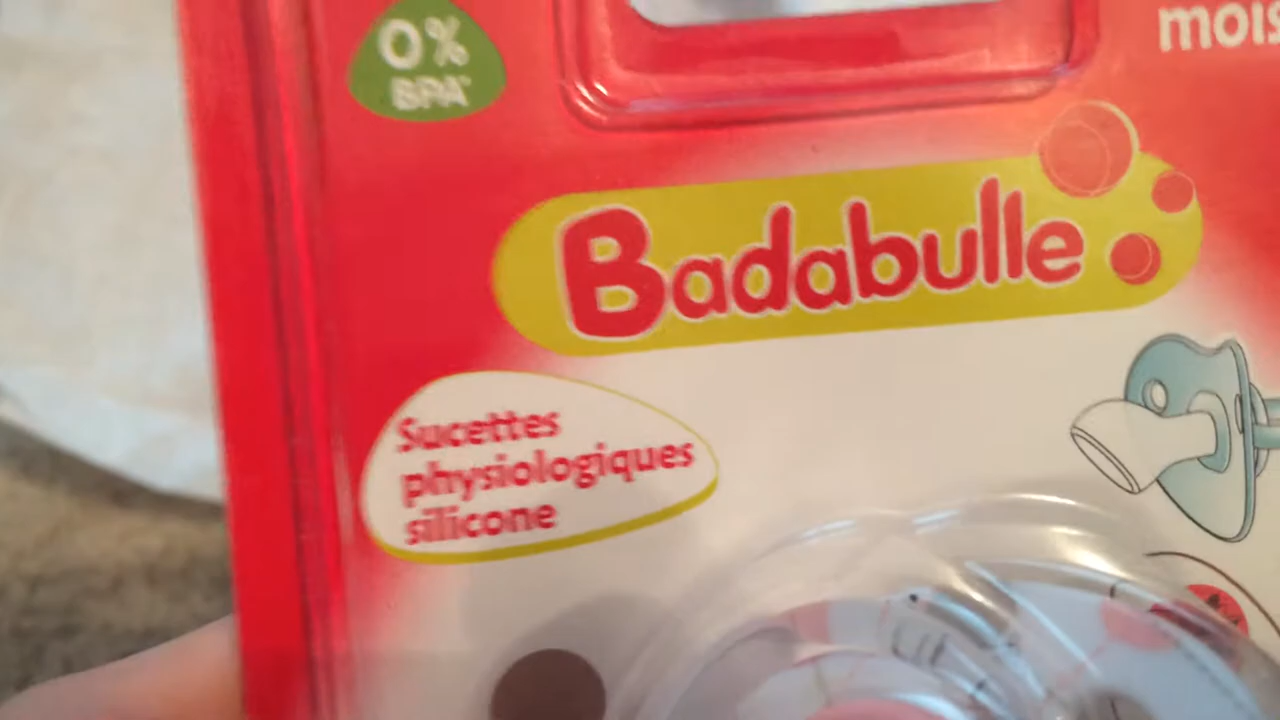 0%
BPA*
mois
Badabulle
Sucettes
physiologiques
silicone